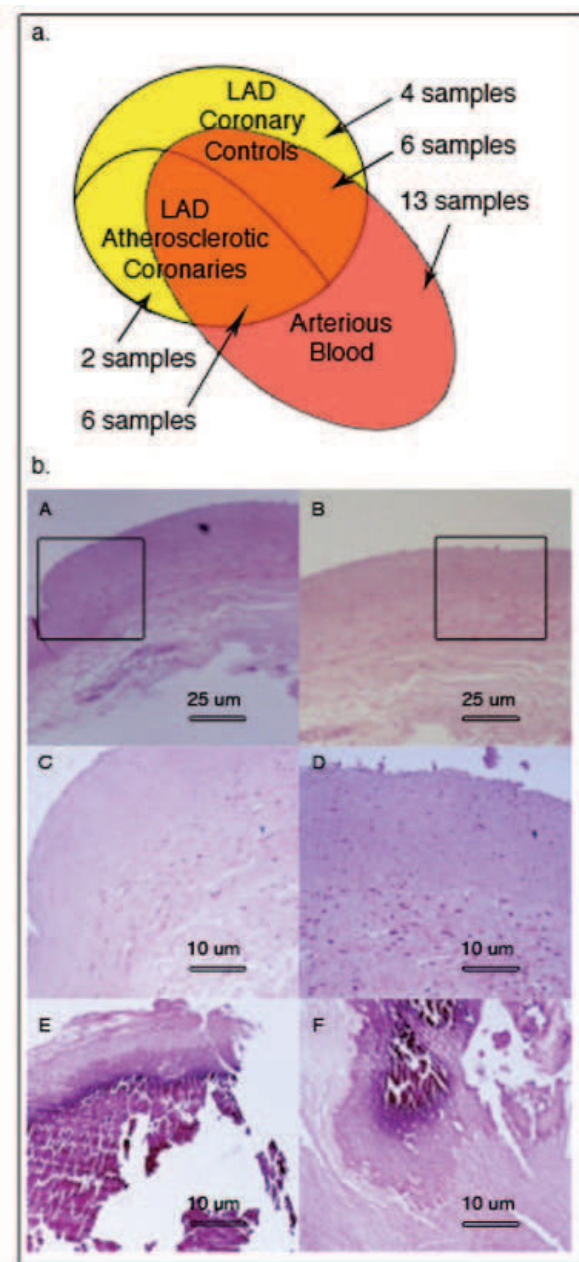 a.
LAD
Coronary
Controls
4 samples
6 samples
13 samples
LAD
Atherosclerotic
Coronaries
Arterious
Blood
2 samples
6 samples
b.
A
B
25 um
25 um
C
D
10 um
10 um
E
F
10 um
10 um